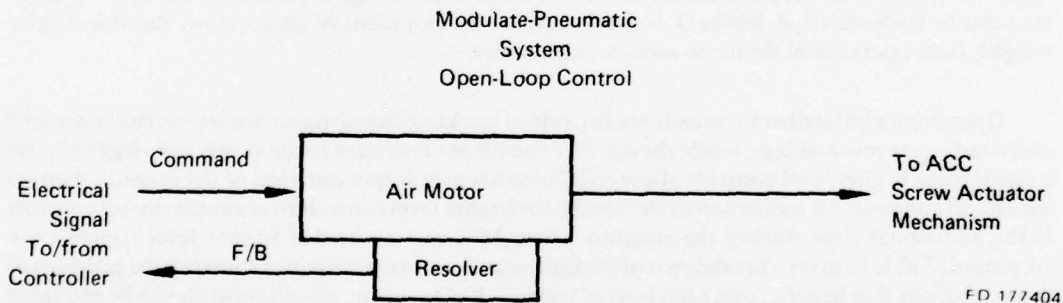 Modulate-Pneumatic
System
Open-Loop Control
Command
Electrical
Signal
To/from
Controller
F/B
Air Motor
Resolver
To ACC
Screw Actuator
Mechanism
FD 177404